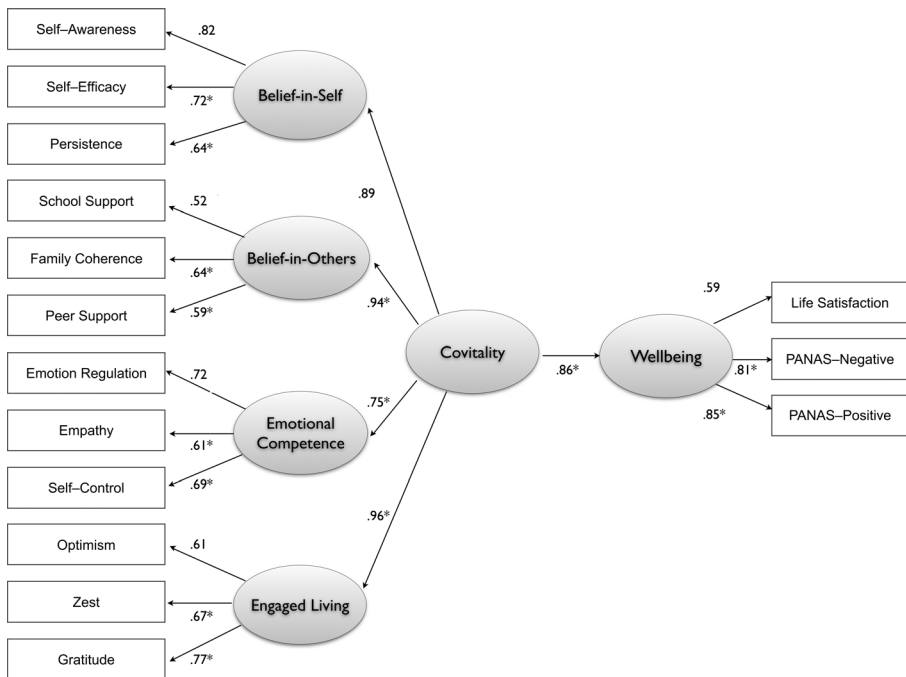 Self–Awareness
.82
Self–Efficacy
.72*
Belief-in-Self
Persistence
.64*
School Support
.52
.89
Family Coherence
.64*
Belief-in-Others
Peer Support
.59*
.94*
Emotion Regulation
.72
Empathy
.61*
Emotional
Competence
Self–Control
.69*
.75*
Optimism
.61
Zest
.67*
Engaged Living
Gratitude
.77*
.96*
Covitality
.86*
Wellbeing
.59
Life Satisfaction
.81*
PANAS–Negative
.85*
PANAS–Positive